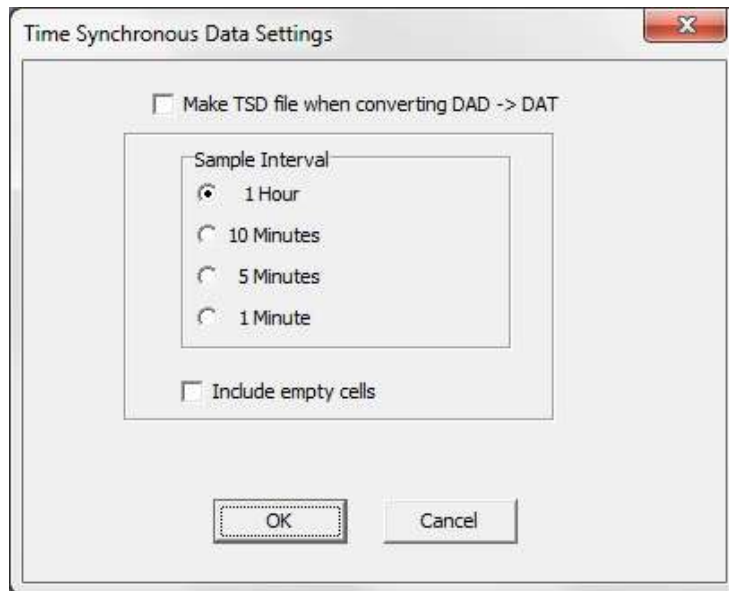 Time Synchronous Data Settings
Make TSD file when converting DAD -> DAT
Sample Interval
1 Hour
10 Minutes
5 Minutes
1 Minute
Include empty cells
OK
Cancel